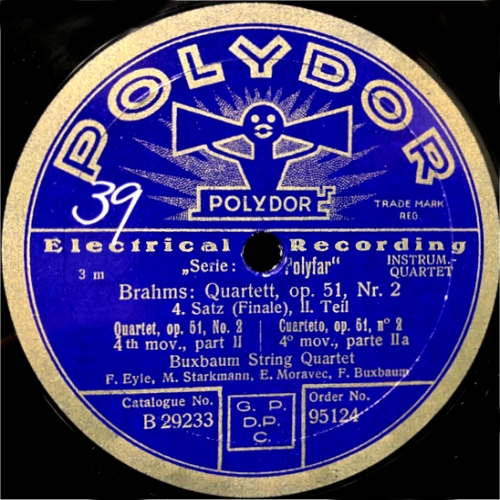 POLYDOR
POLYDOR
39
TRADE MARK
REG.
Electrical Recording
„Serie: Polyfar“
INSTRUM.-
QUARTET
3 m
Brahms: Quartett, op. 51, Nr. 2
4. Satz (Finale), II. Teil
Quartet, op. 51, No. 2
4th mov., part II
Cuarteto, op. 51, nº 2
4º mov., parte IIa
Buxbaum String Quartet
F. Eyle, M. Starkmann, E. Moravec, F. Buxbaum
Catalogue No.
B 29233
G. P.
D.P.
C.
Order No.
95124